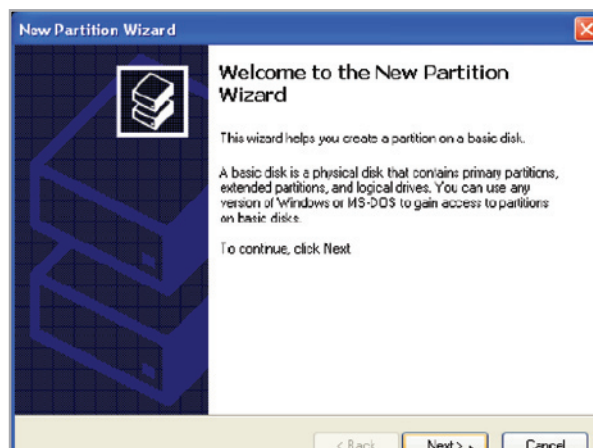 New Partition Wizard
Welcome to the New Partition
Wizard
This wizard helps you create a partition on a basic disk.
A basic disk is a physical disk that contains primary partitions,
extended partitions, and logical drives. You can use any
version of Windows or MS-DOS to gain access to partitions
on basic disks.
To continue, click Next
< Back
Next >
Cancel